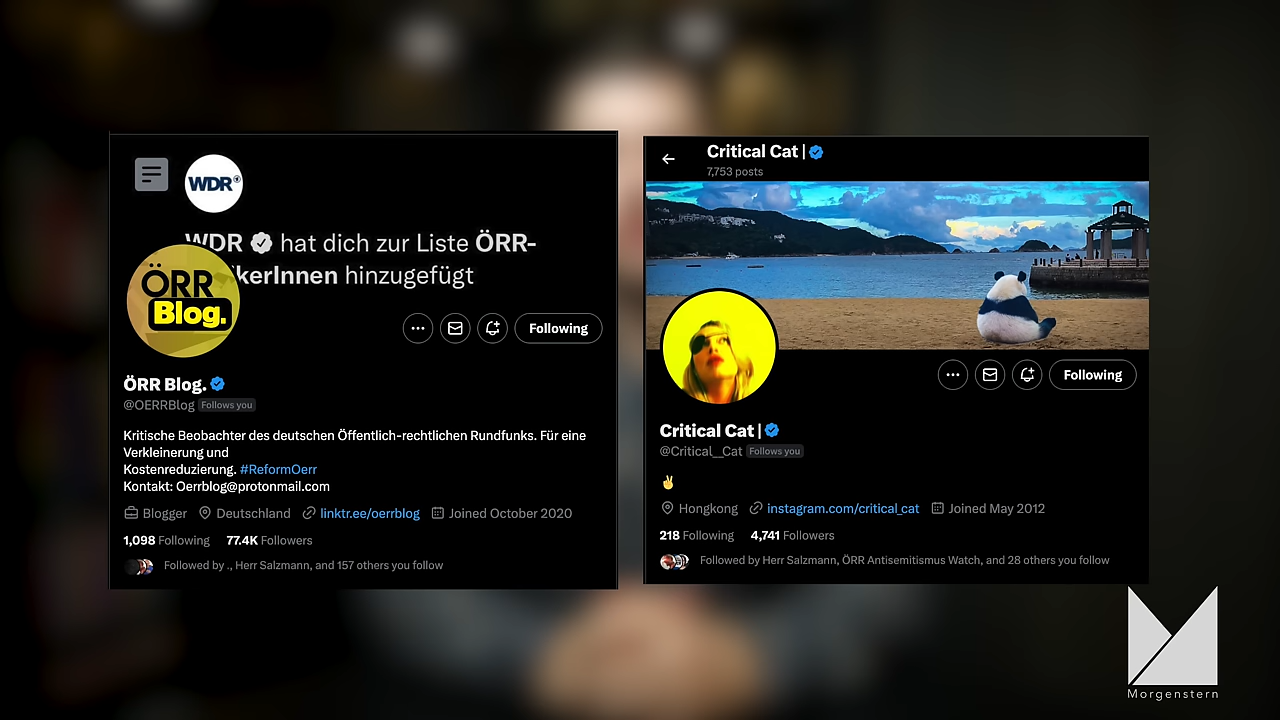 WDR
WDR hat dich zur Liste ÖRR-
kerInnen hinzugefügt
ÖRR
Blog.
Following
ÖRR Blog.
@OERRBlog Follows you
Kritische Beobachter des deutschen Öffentlich-rechtlichen Rundfunks. Für eine
Verkleinerung und
Kostenreduzierung. #ReformOerr
Kontakt: Oerrblog@protonmail.com
Blogger Deutschland linktr.ee/oerrblog Joined October 2020
1,098 Following 77.4K Followers
Followed by ., Herr Salzmann, and 157 others you follow
Critical Cat |
7,753 posts
Following
Critical Cat |
@Critical__Cat Follows you
✌
Hongkong instagram.com/critical_cat Joined May 2012
218 Following 4,741 Followers
Followed by Herr Salzmann, ÖRR Antisemitismus Watch, and 28 others you follow
Morgenstern